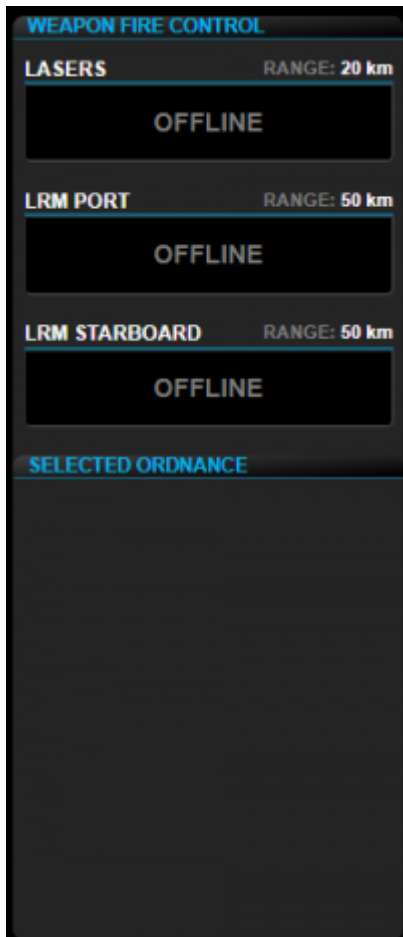 WEAPON FIRE CONTROL
LASERS RANGE: 20 km
OFFLINE
LRM PORT RANGE: 50 km
OFFLINE
LRM STARBOARD RANGE: 50 km
OFFLINE
SELECTED ORDNANCE